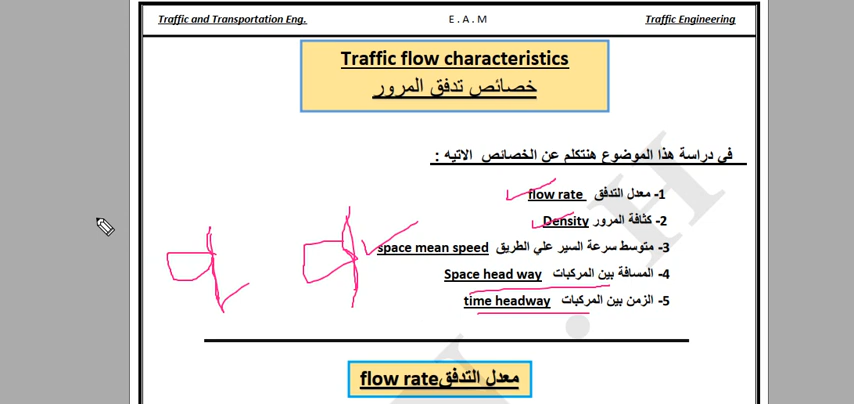 Traffic and Transportation Eng. E.A.M Traffic Engineering
Traffic flow characteristics
خصائص تدفق المرور
في دراسة هذا الموضوع هنتكلم عن الخصائص الاتيه :
1- معدل التدفق flow rate
2- كثافة المرور Density
3- متوسط سرعة السير علي الطريق space mean speed
4- المسافة بين المركبات Space head way
5- الزمن بين المركبات time headway
معدل التدفق flow rate